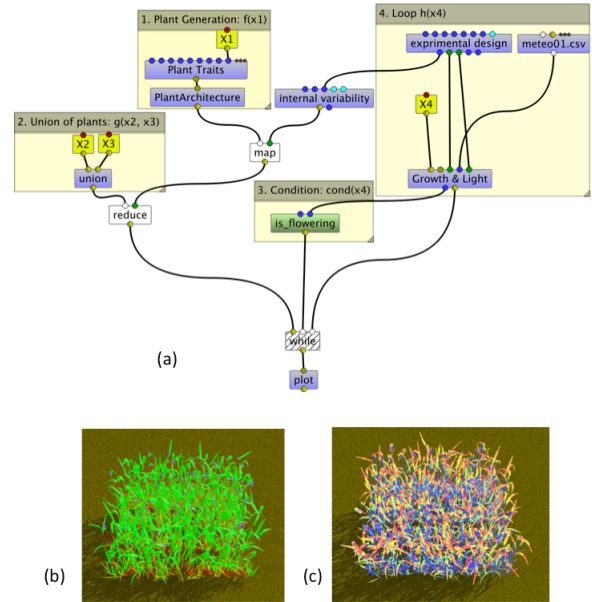 1. Plant Generation: f(x1)
X1
Plant Traits
PlantArchitecture
4. Loop h(x4)
exprimental design
meteo01.csv
internal variability
X4
Growth & Light
2. Union of plants: g(x2, x3)
X2
X3
union
map
reduce
3. Condition: cond(x4)
is_flowering
while
plot
(a)
(b)
(c)